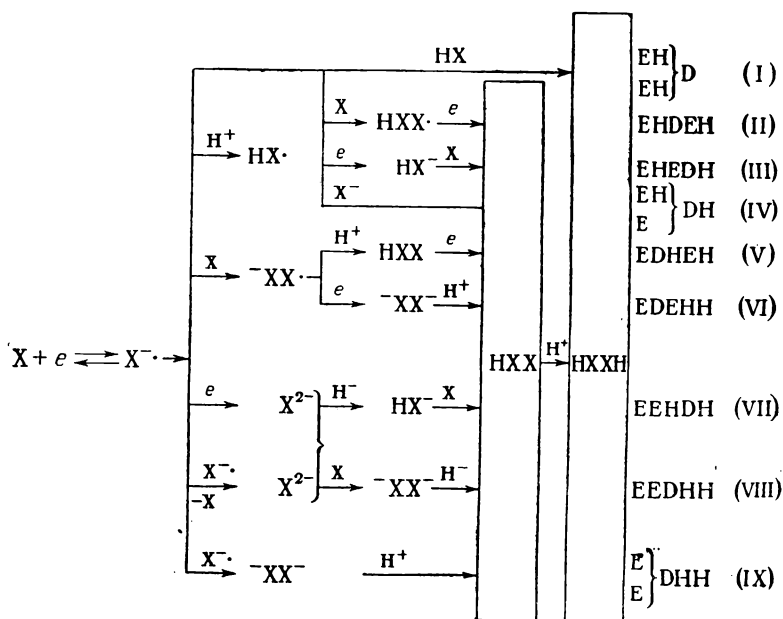 HX
EH
EH } D (I)
X HXX· e EHDEH (II)
H⁺ HX·
e HX⁻ X EHEDH (III)
X⁻
EH
E } DH (IV)
H⁺ HXX e EDHEH (V)
X ⁻XX·
e ⁻XX⁻ H⁺ EDEHH (VI)
X + e ⇌ X⁻· → HXX H⁺ HXXH
e X²⁻ H⁻ HX⁻ X EEHDH (VII)
X⁻· X²⁻ X ⁻XX⁻ H⁻ EEDHH (VIII)
-X
X⁻· ⁻XX⁻ H⁺
E
E } DHH (IX)